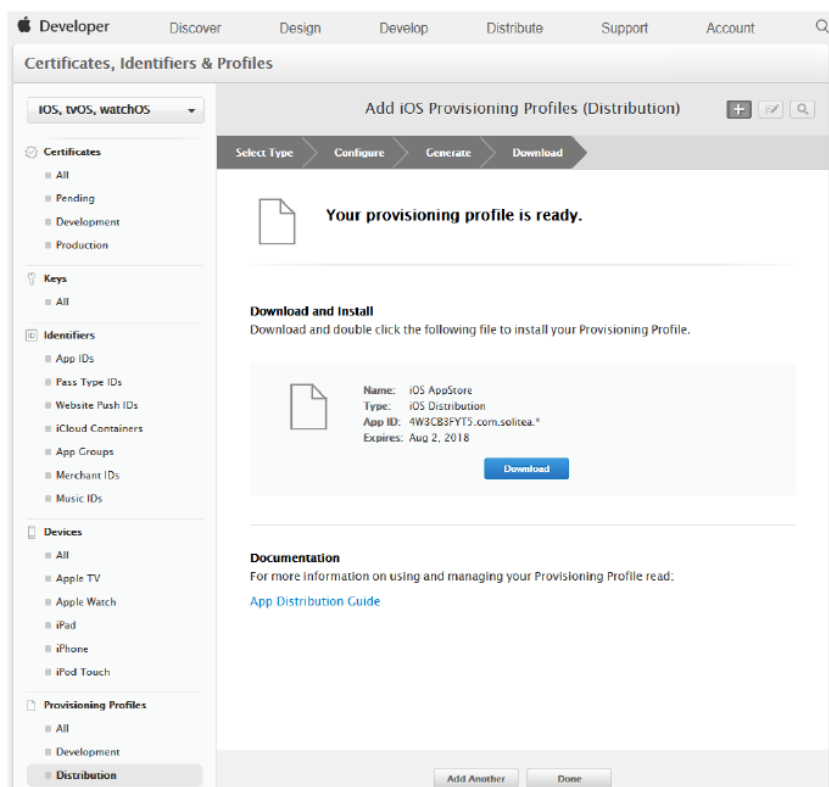 Developer Discover Design Develop Distribute Support Account
Certificates, Identifiers & Profiles
iOS, tvOS, watchOS
Add iOS Provisioning Profiles (Distribution)
Certificates
All
Pending
Development
Production
Keys
All
ID Identifiers
App IDs
Pass Type IDs
Website Push IDs
iCloud Containers
App Groups
Merchant IDs
Music IDs
Devices
All
Apple TV
Apple Watch
iPad
iPhone
iPod Touch
Provisioning Profiles
All
Development
Distribution
Select Type Configure Generate Download
Your provisioning profile is ready.
Download and Install
Download and double click the following file to install your Provisioning Profile.
Name: iOS AppStore
Type: iOS Distribution
App ID: 4W3CB3FYT5.com.solitea.*
Expires: Aug 2, 2018
Download
Documentation
For more information on using and managing your Provisioning Profile read:
App Distribution Guide
Add Another Done